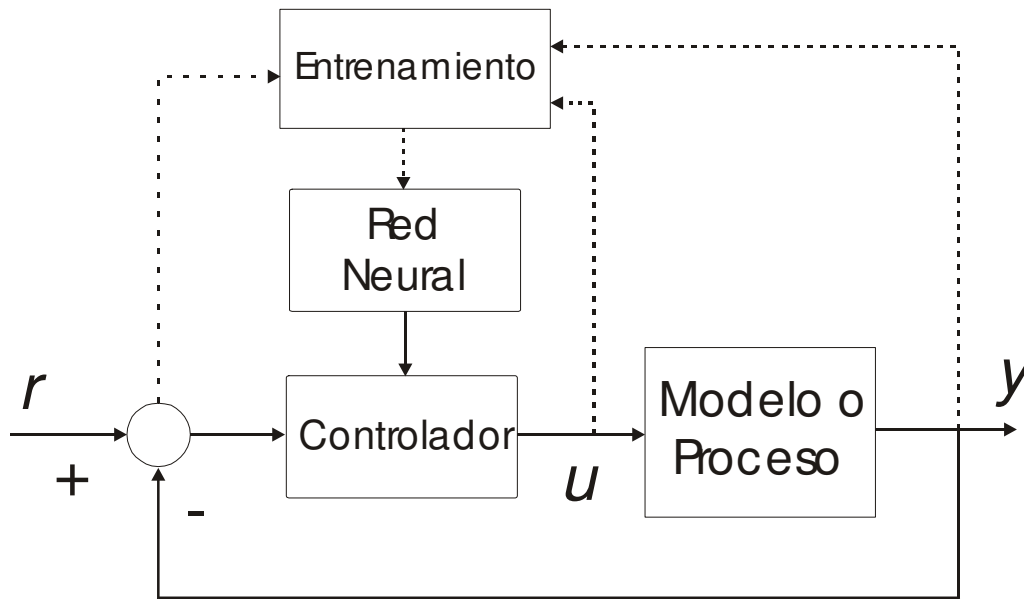 Entrenamiento
Red
Neural
r
Controlador
Modelo o
Proceso
y
+
-
u